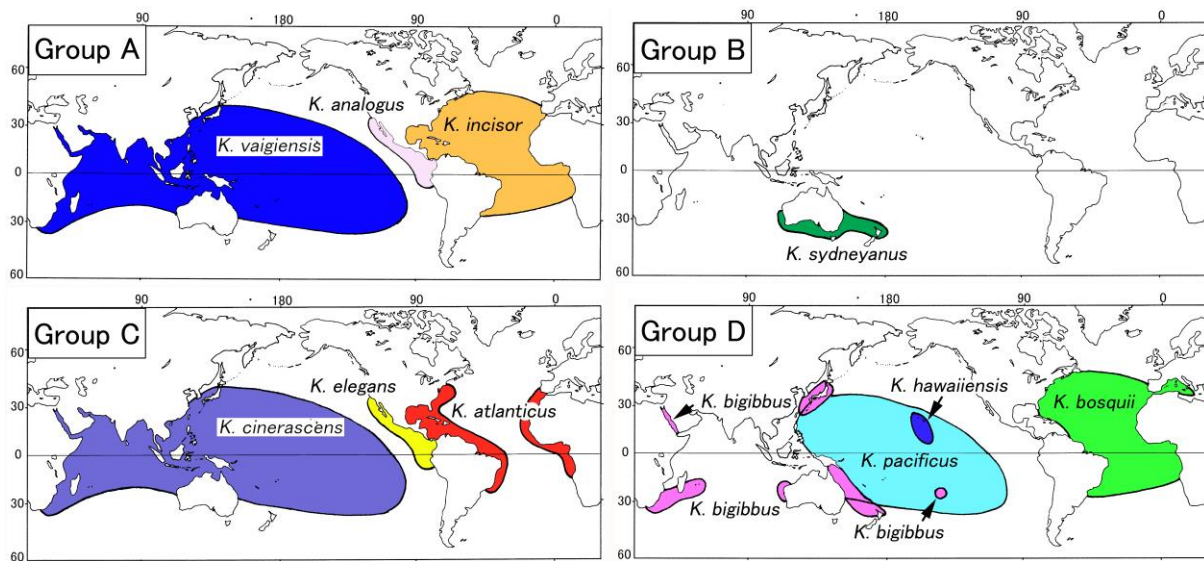 90 180 90 0
Group A
60
30
0
30
60
K. vaigiensis
K. analogus
K. incisor
90 180 90 0
Group B
60
30
0
30
60
K. sydneyanus
90 180 90 0
Group C
60
30
0
30
60
K. elegans
K. cinerascens
K. atlanticus
90 180 90 0
Group D
60
30
0
30
60
K. bigibbus
K. hawaiiensis
K. bosquii
K. pacificus
K. bigibbus
K. bigibbus